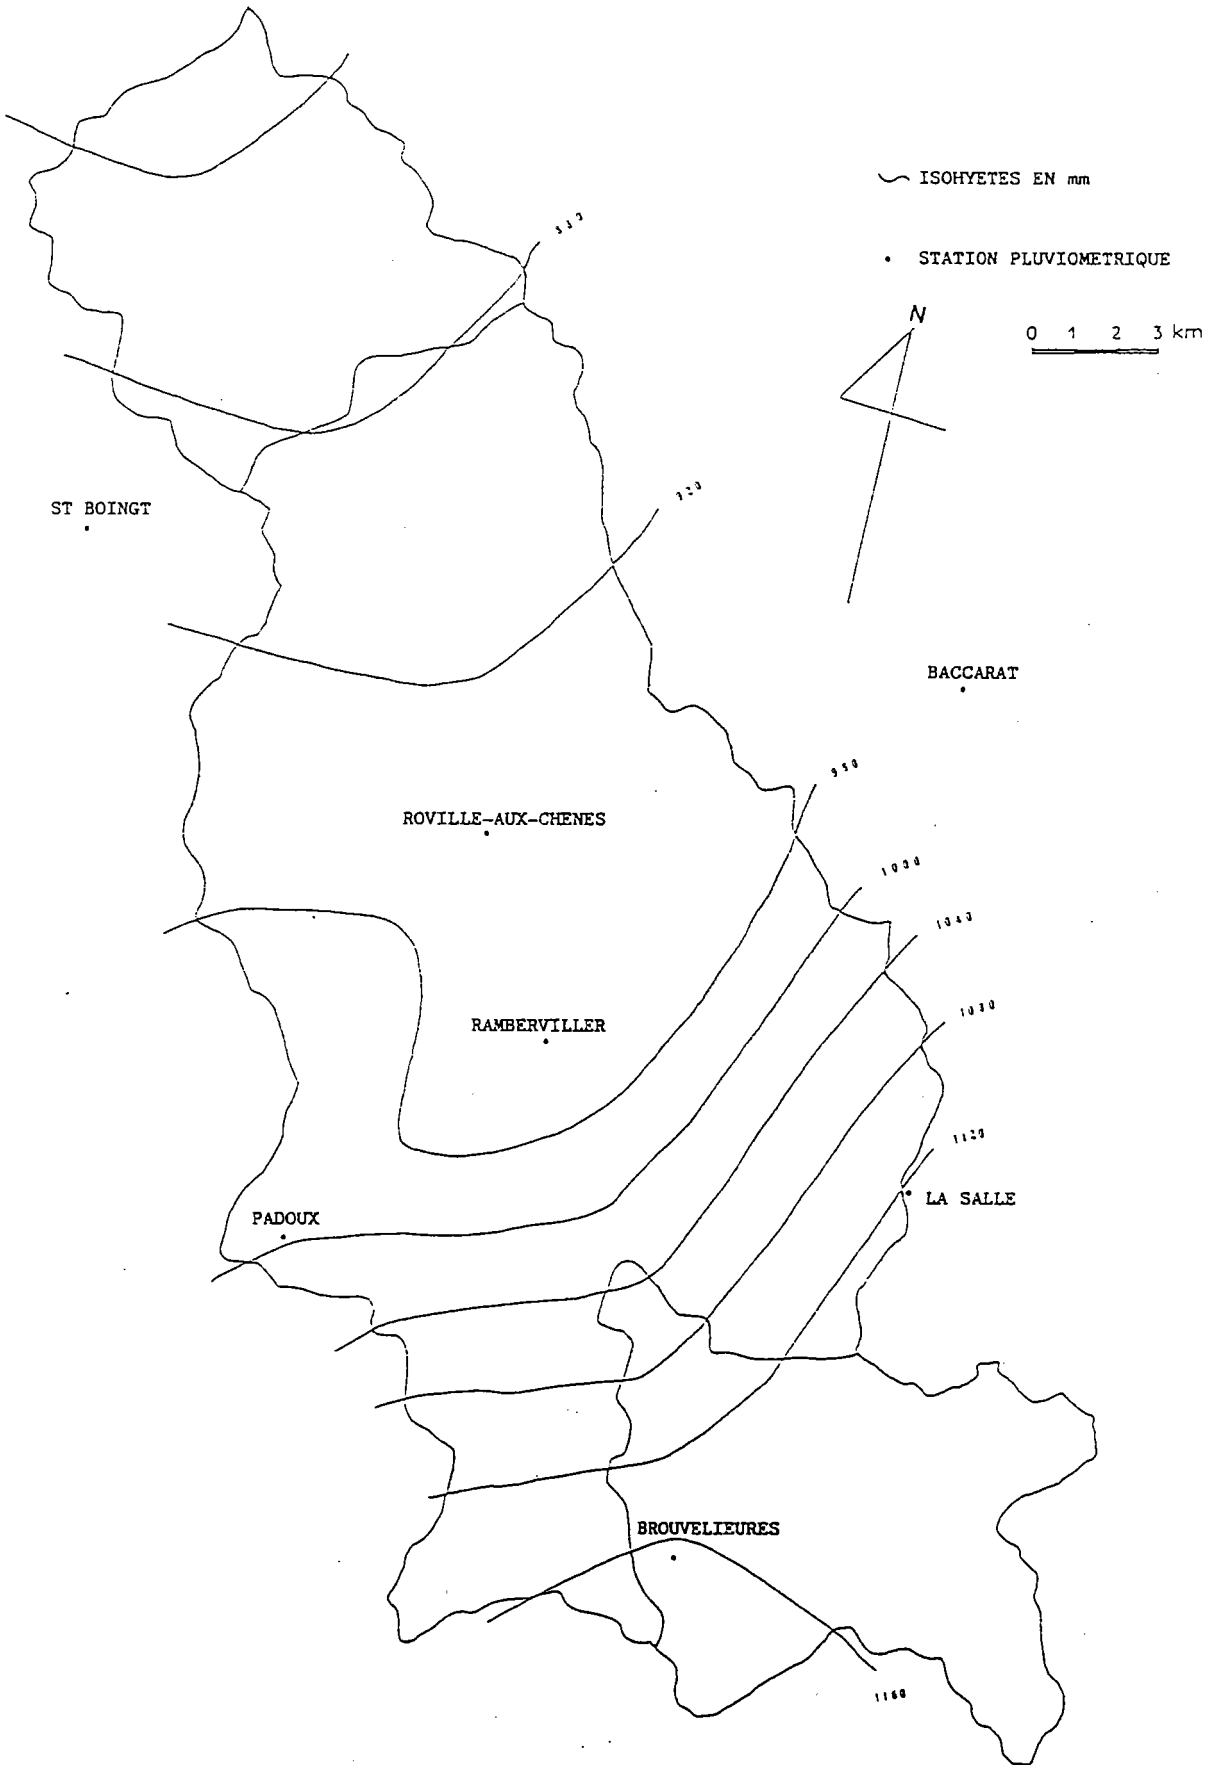 ISOHYETES EN mm
STATION PLUVIOMETRIQUE
N
0 1 2 3 km
ST BOINGT
BACCARAT
ROVILLE-AUX-CHENES
RAMBERVILLER
PADOUX
LA SALLE
BROUVELIEURES
920
1040
1120
1160